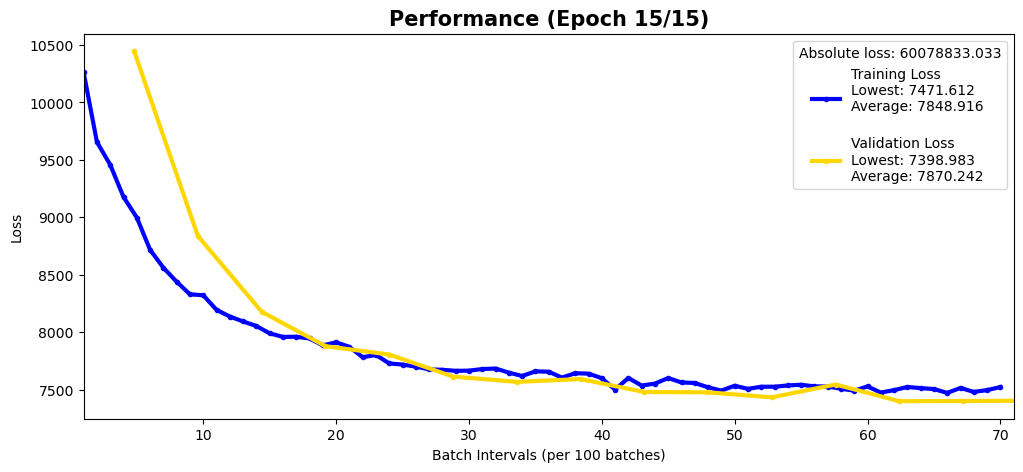 Performance (Epoch 15/15)
Absolute loss: 60078833.033
Training Loss
Lowest: 7471.612
Average: 7848.916
Validation Loss
Lowest: 7398.983
Average: 7870.242
Loss
10500
10000
9500
9000
8500
8000
7500
10
20
30
40
50
60
70
Batch Intervals (per 100 batches)